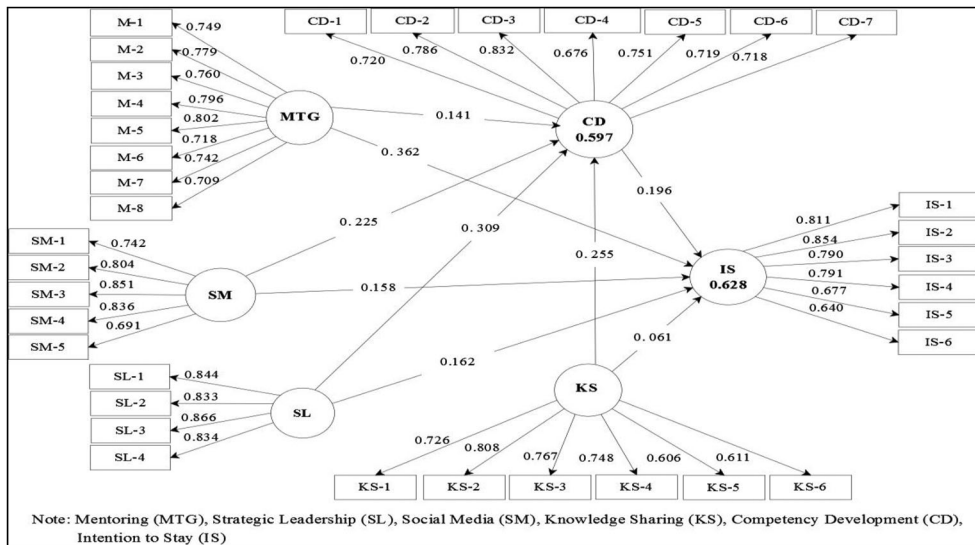 M-1
M-2
M-3
M-4
M-5
M-6
M-7
M-8
0.749
0.779
0.760
0.796
0.802
0.718
0.742
0.709
MTG
CD-1
CD-2
CD-3
CD-4
CD-5
CD-6
CD-7
0.720
0.786
0.832
0.676
0.751
0.719
0.718
CD
0.597
0.141
0.362
0.225
0.309
0.255
0.196
SM-1
SM-2
SM-3
SM-4
SM-5
0.742
0.804
0.851
0.836
0.691
SM
0.158
IS
0.628
0.811
0.854
0.790
0.791
0.677
0.640
IS-1
IS-2
IS-3
IS-4
IS-5
IS-6
0.061
0.162
SL-1
SL-2
SL-3
SL-4
0.844
0.833
0.866
0.834
SL
KS
0.726
0.808
0.767
0.748
0.606
0.611
KS-1
KS-2
KS-3
KS-4
KS-5
KS-6
Note: Mentoring (MTG), Strategic Leadership (SL), Social Media (SM), Knowledge Sharing (KS), Competency Development (CD),
Intention to Stay (IS)